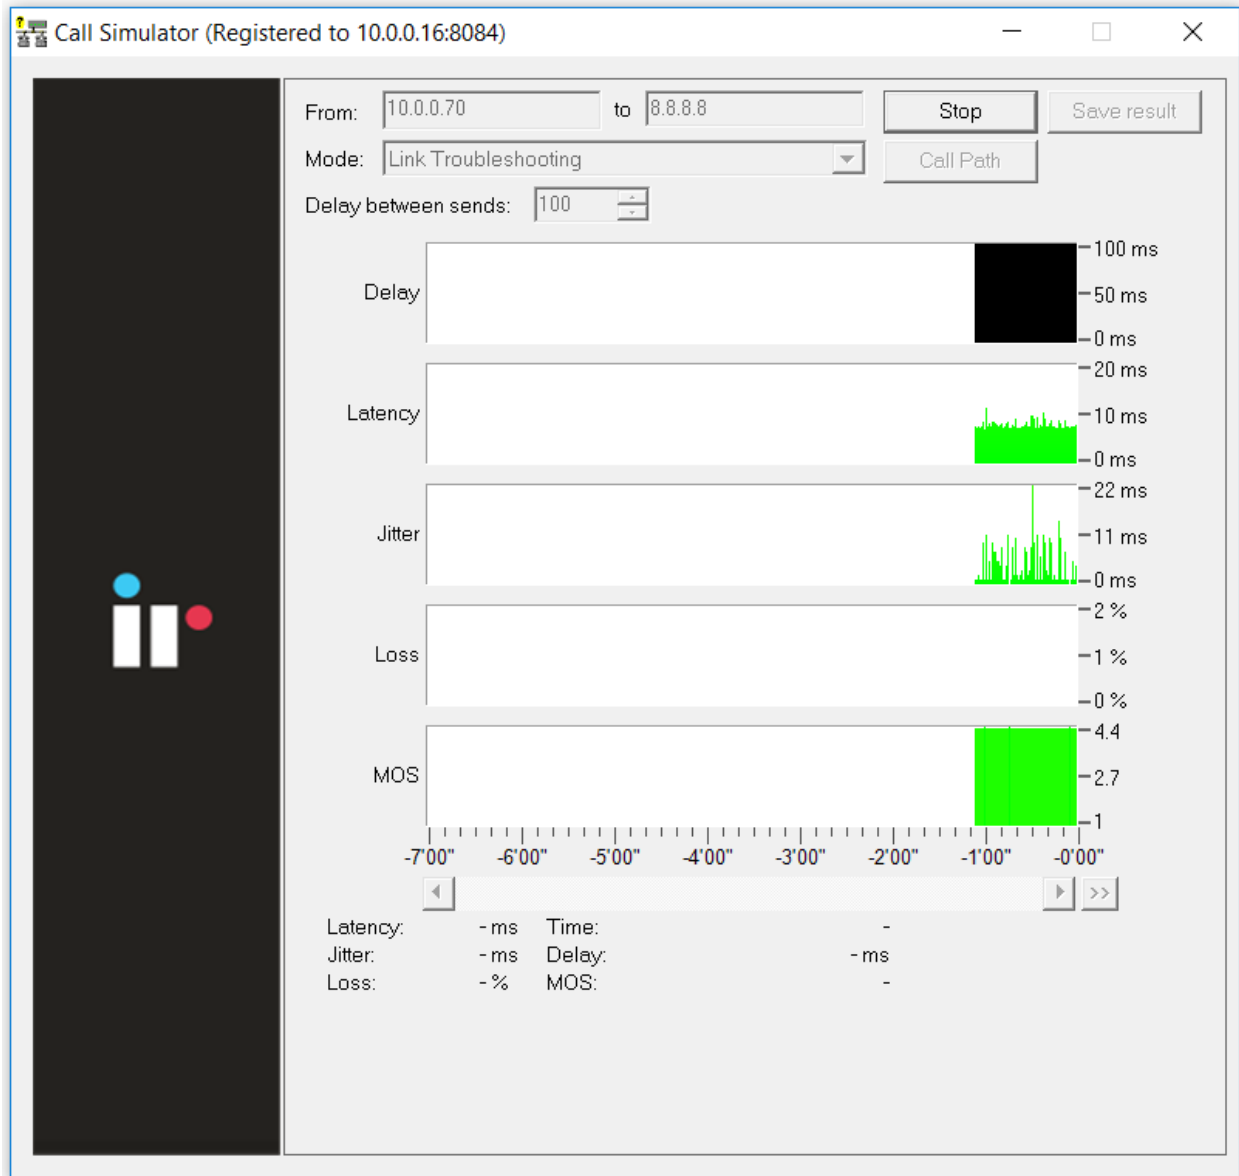 Call Simulator (Registered to 10.0.0.16:8084)
From: 10.0.0.70 to 8.8.8.8 Stop Save result
Mode: Link Troubleshooting Call Path
Delay between sends: 100
Delay 100 ms
50 ms
0 ms
Latency 20 ms
10 ms
0 ms
Jitter 22 ms
11 ms
0 ms
Loss 2 %
1 %
0 %
MOS 4.4
2.7
1
-7'00" -6'00" -5'00" -4'00" -3'00" -2'00" -1'00" -0'00"
>>
Latency: - ms Time: -
Jitter: - ms Delay: - ms
Loss: - % MOS: -
ir